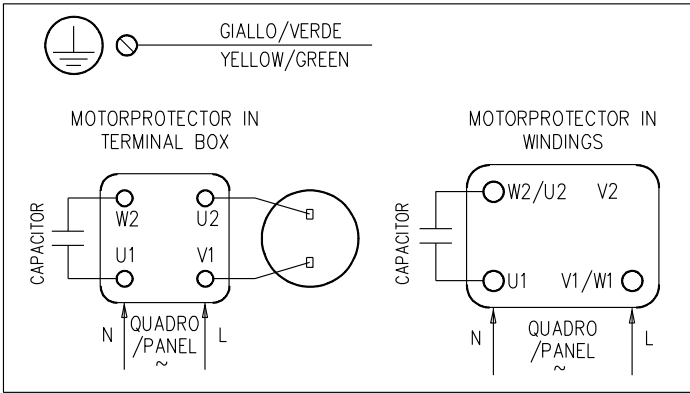 GIALLO/VERDE
YELLOW/GREEN
MOTORPROTECTOR IN
TERMINAL BOX
CAPACITOR
W2
U2
U1
V1
N
QUADRO
/PANEL
~
L
MOTORPROTECTOR IN
WINDINGS
CAPACITOR
W2/U2
V2
U1
V1/W1
N
QUADRO
/PANEL
~
L